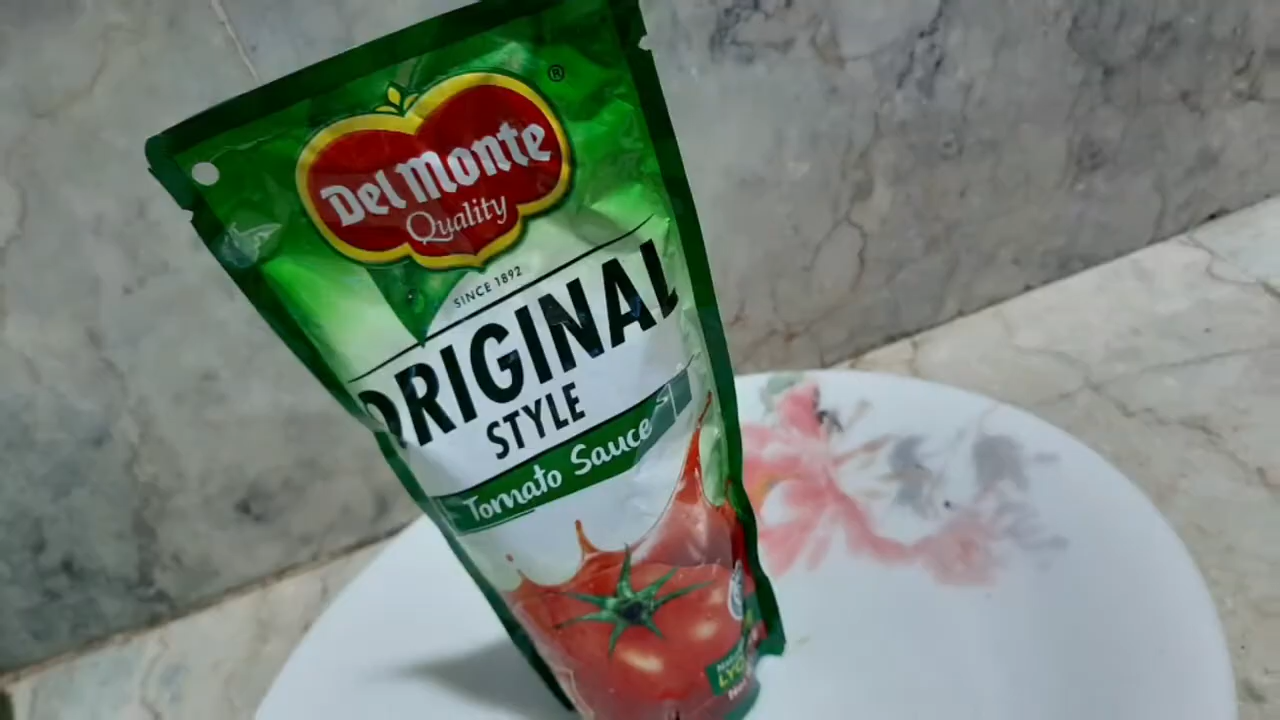 Del Monte
®
Quality
SINCE 1892
ORIGINAL
STYLE
Tomato Sauce